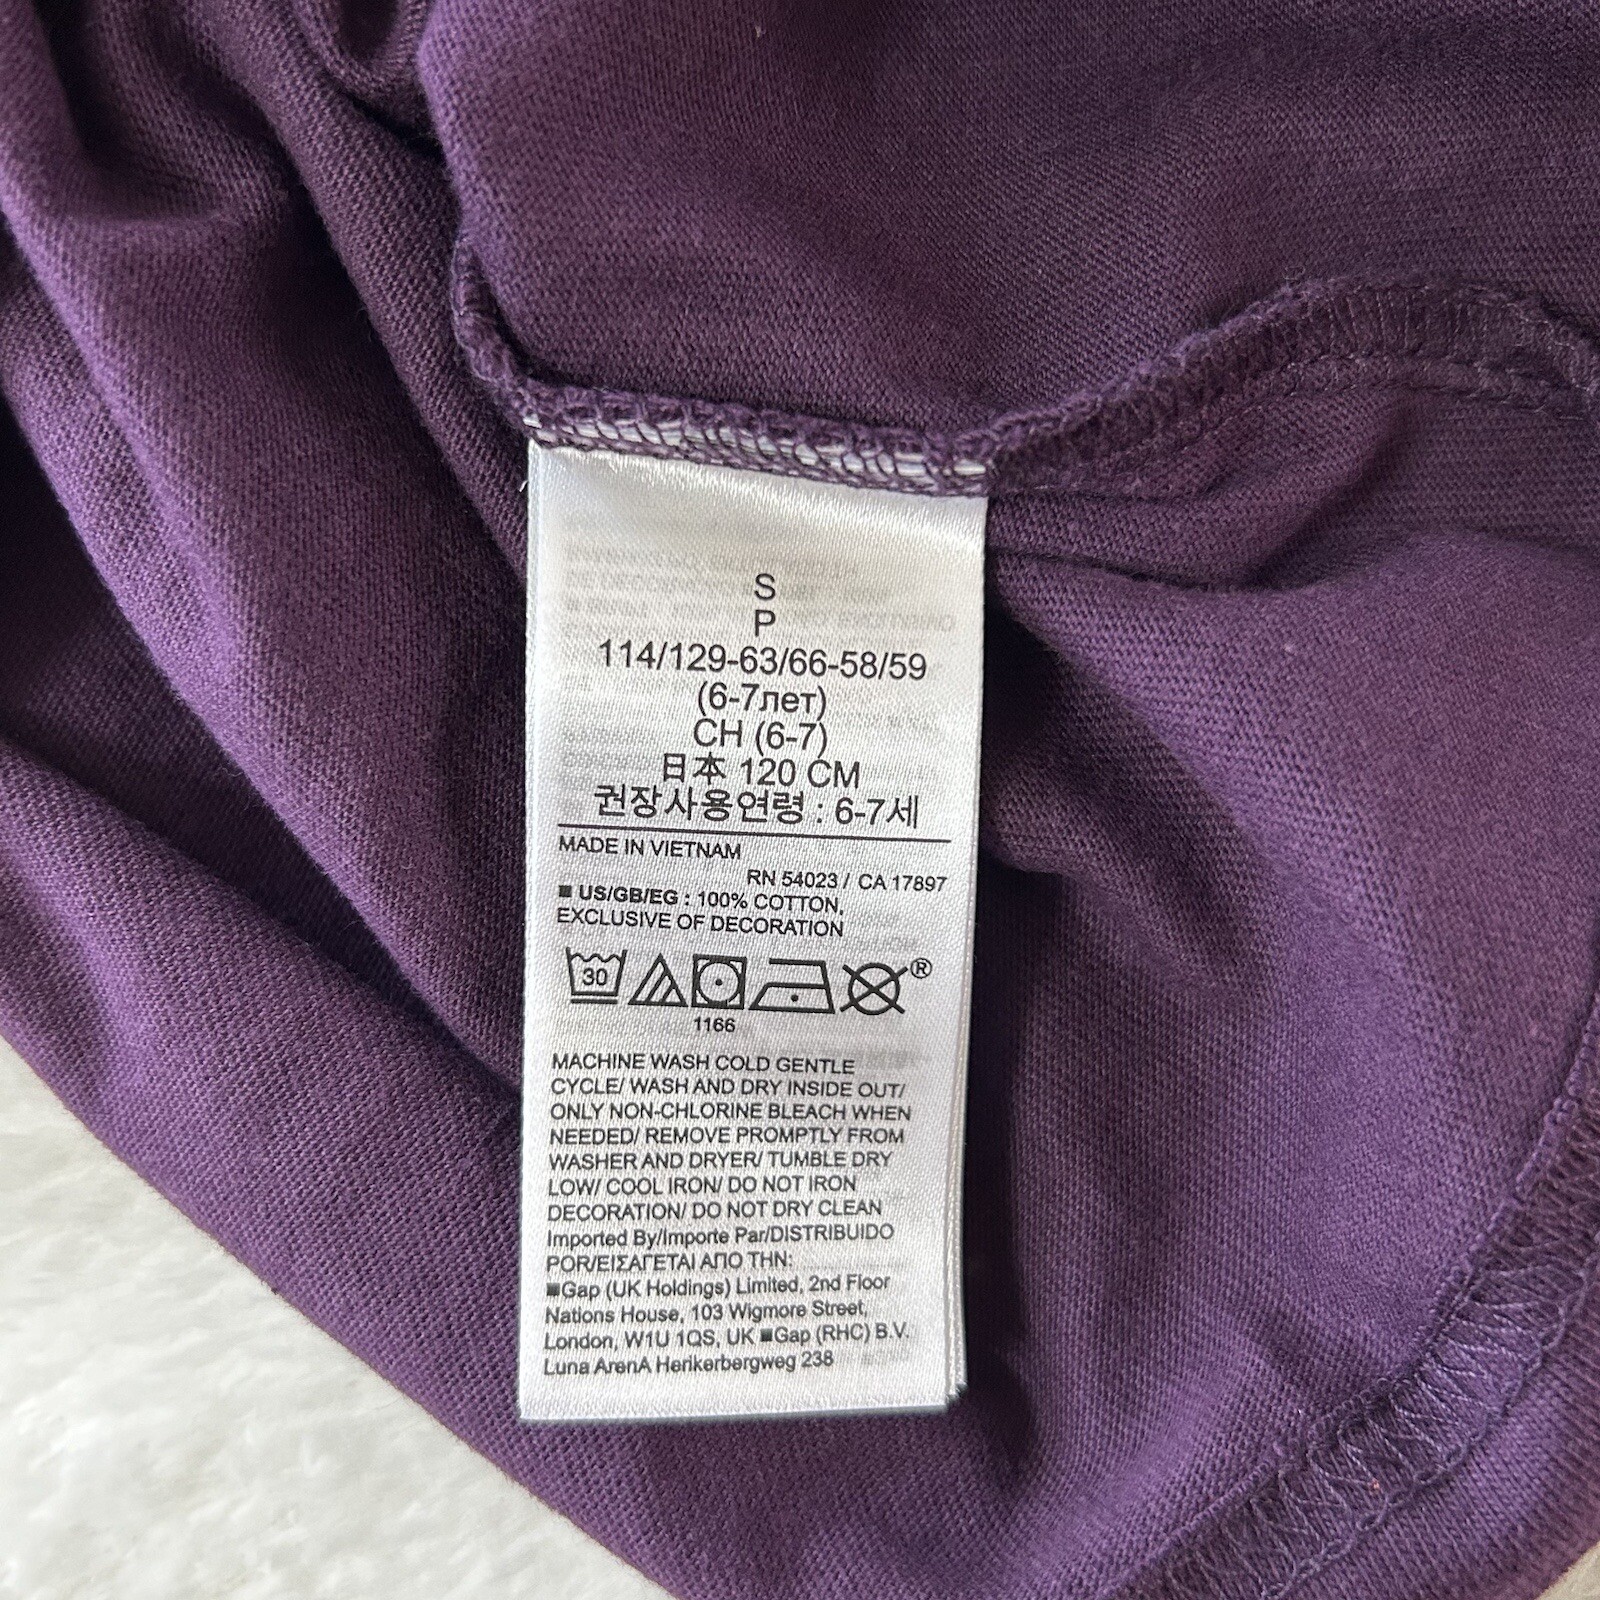 S
P
114/129-63/66-58/59
(6-7лет)
CH (6-7)
日本 120 CM
권장사용연령 : 6-7세
MADE IN VIETNAM
RN 54023 / CA 17897
■ US/GB/EG : 100% COTTON,
EXCLUSIVE OF DECORATION
30 ®
1166
MACHINE WASH COLD GENTLE
CYCLE/ WASH AND DRY INSIDE OUT/
ONLY NON-CHLORINE BLEACH WHEN
NEEDED/ REMOVE PROMPTLY FROM
WASHER AND DRYER/ TUMBLE DRY
LOW/ COOL IRON/ DO NOT IRON
DECORATION/ DO NOT DRY CLEAN
Imported By/Importe Par/DISTRIBUIDO
POR/ΕΙΣΑΓΕΤΑΙ ΑΠΟ ΤΗΝ:
■Gap (UK Holdings) Limited, 2nd Floor
Nations House, 103 Wigmore Street,
London, W1U 1QS, UK ■Gap (RHC) B.V.
Luna ArenA Herikerbergweg 238